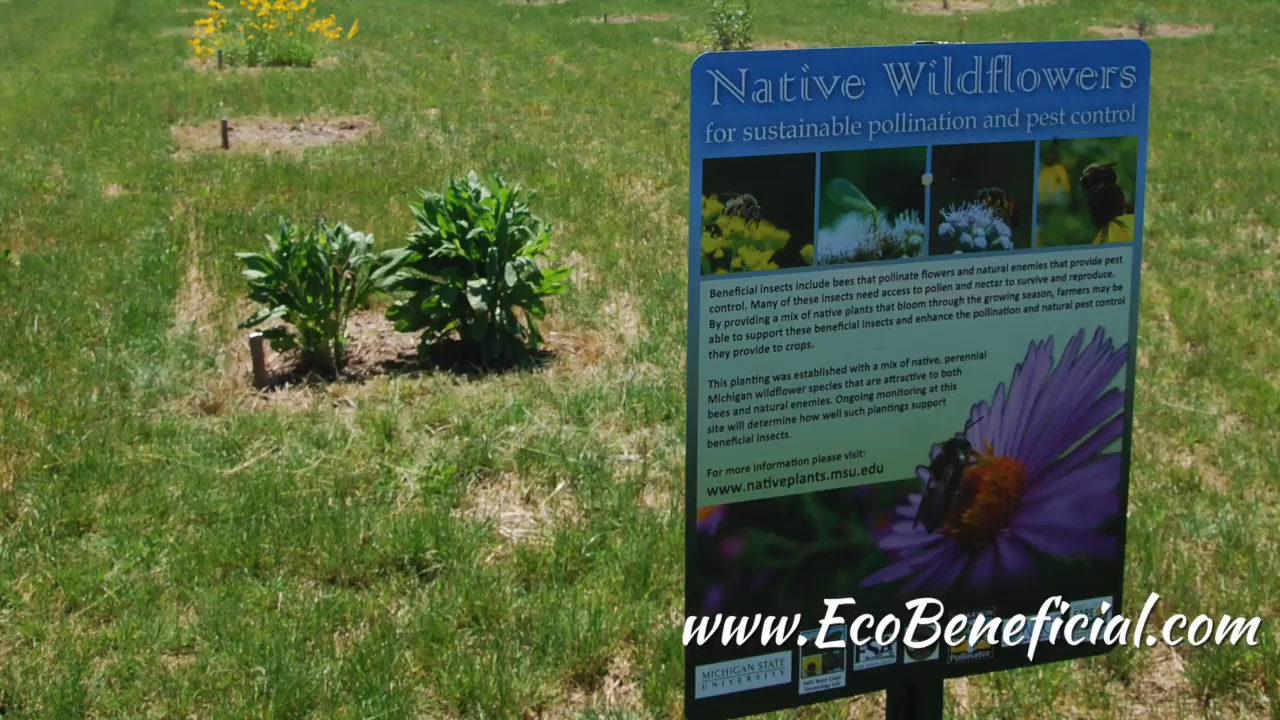 Native Wildflowers
for sustainable pollination and pest control
Beneficial insects include bees that pollinate flowers and natural enemies that provide pest
control. Many of these insects need access to pollen and nectar to survive and reproduce.
By providing a mix of native plants that bloom through the growing season, farmers may be
able to support these beneficial insects and enhance the pollination and natural pest control
they provide to crops.
This planting was established with a mix of native, perennial
Michigan wildflower species that are attractive to both
bees and natural enemies. Ongoing monitoring at this
site will determine how well such plantings support
beneficial insects.
For more information please visit:
www.nativeplants.msu.edu
www.EcoBeneficial.com
MICHIGAN STATE
UNIVERSITY
FSA
Pollinator